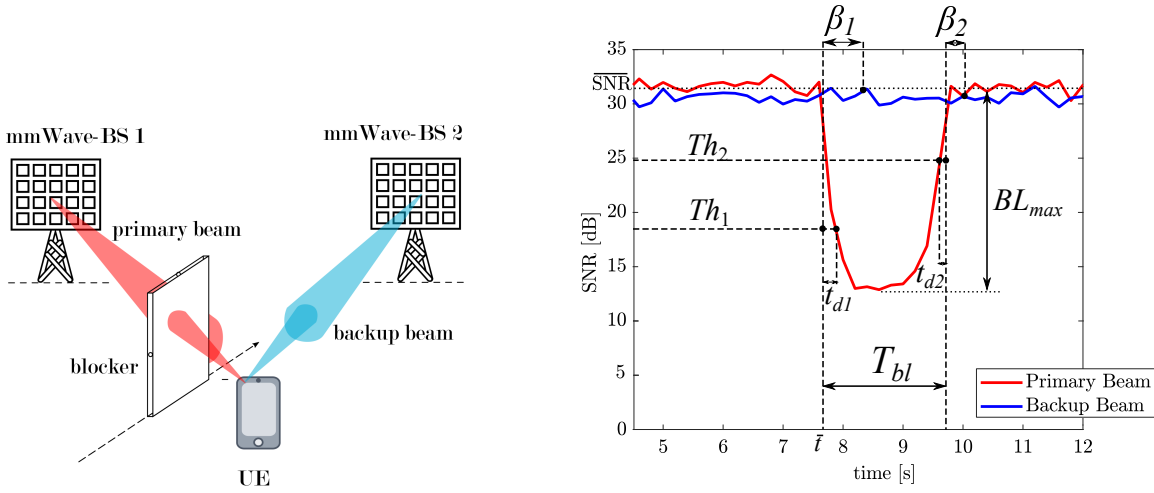 mmWave-BS 1
mmWave-BS 2
primary beam
blocker
backup beam
UE
β1
β2
35
SNR
30
25
20
15
10
5
0
SNR [dB]
Th2
Th1
BLmax
td1
td2
Tbl
Primary Beam
Backup Beam
5
6
7
t̄
8
9
10
11
12
time [s]